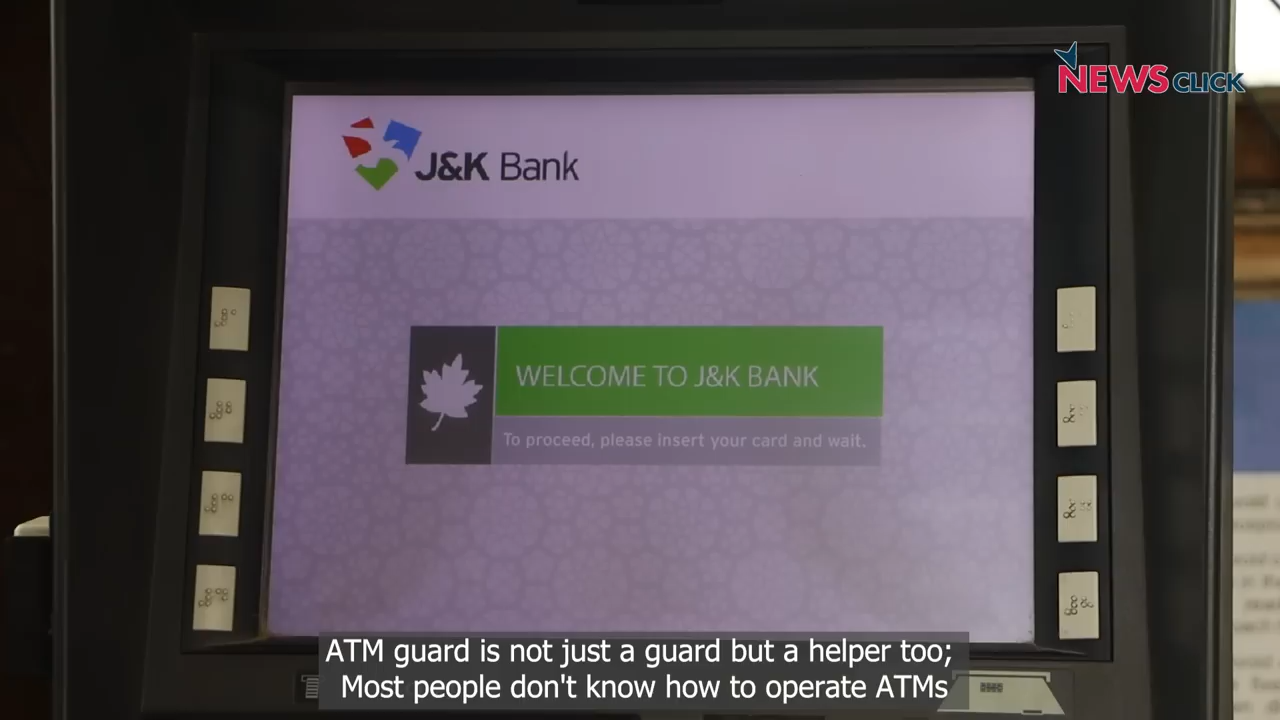 NEWSCLICK
J&K Bank
WELCOME TO J&K BANK
To proceed, please insert your card and wait.
ATM guard is not just a guard but a helper too;
Most people don't know how to operate ATMs